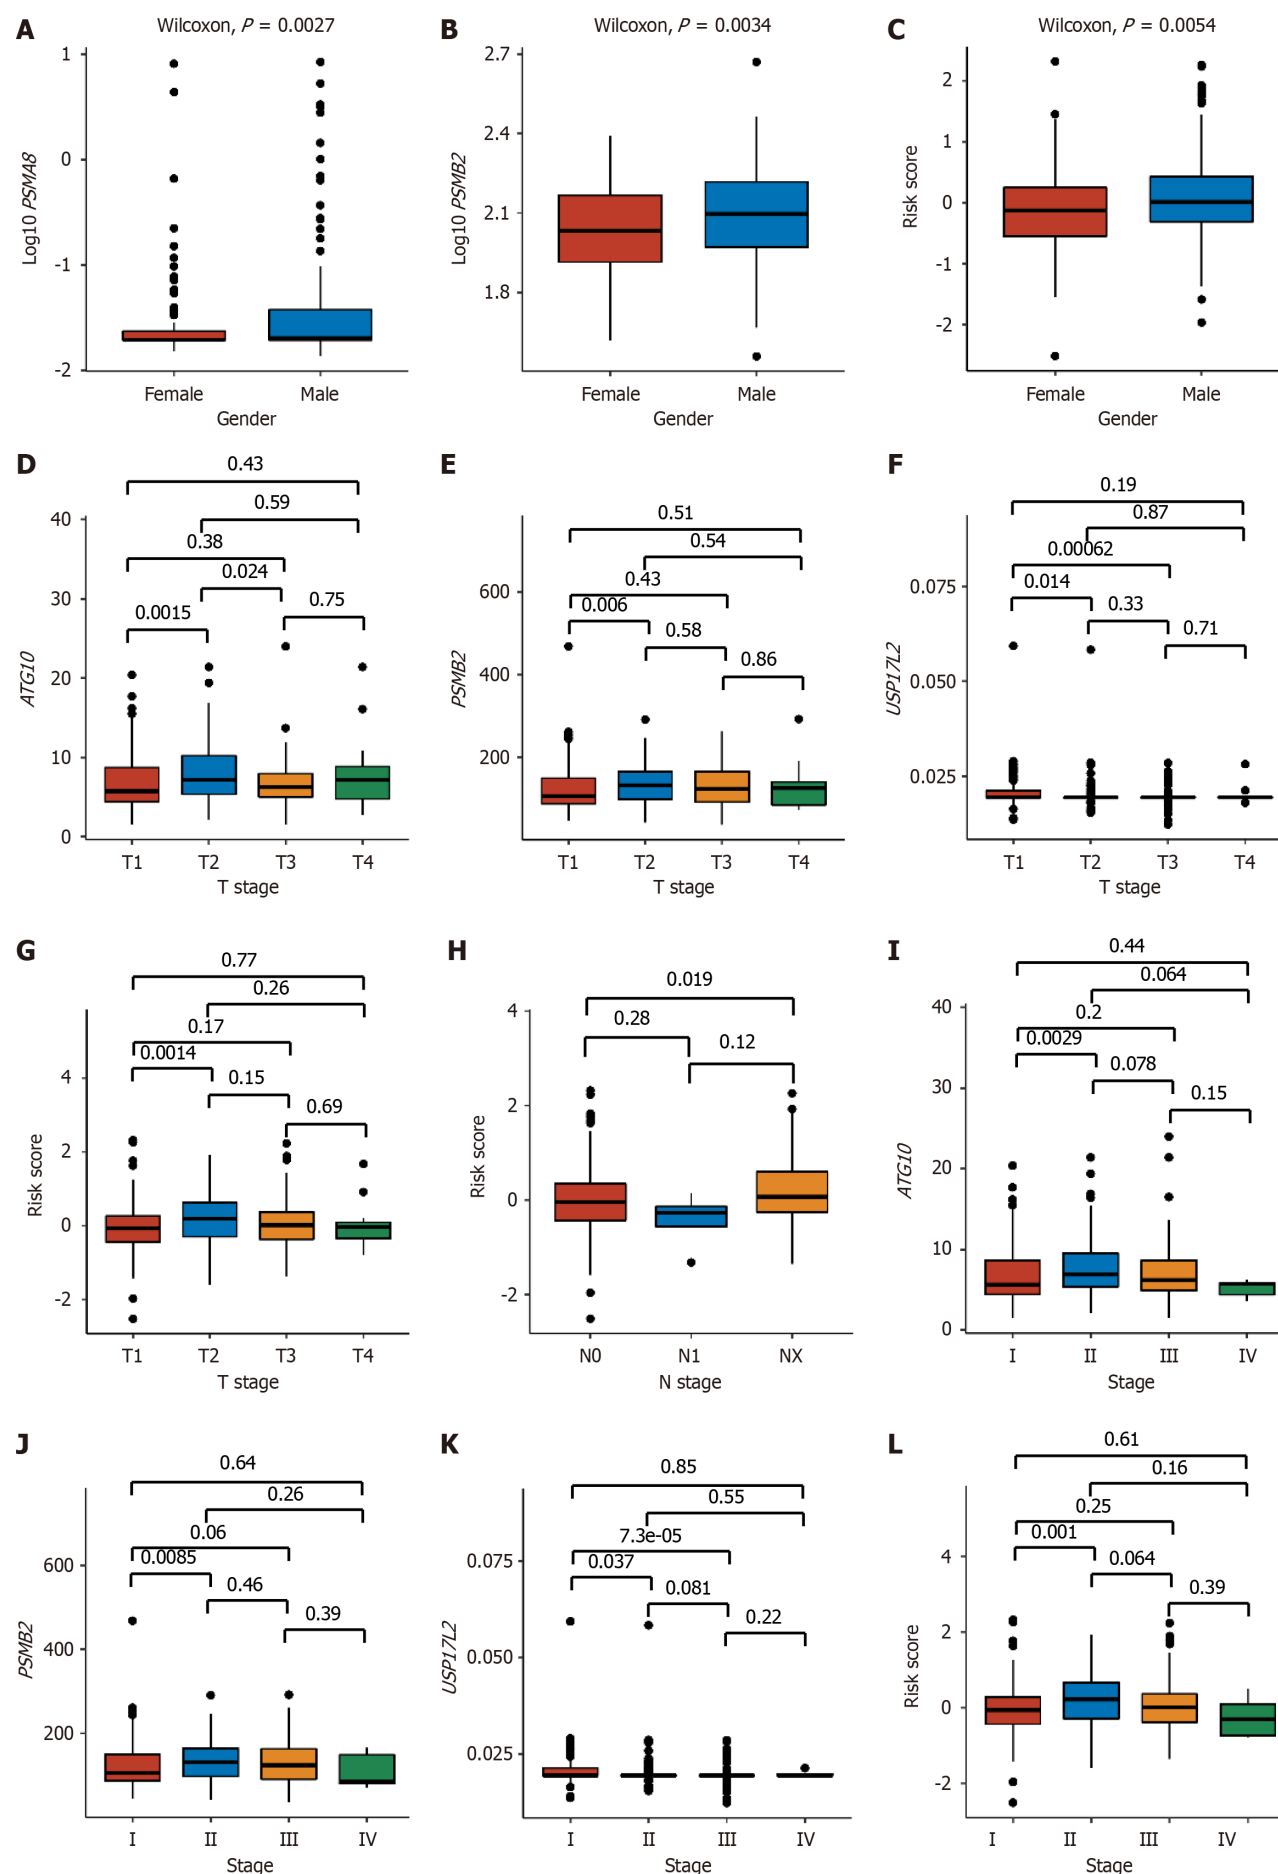 A
Wilcoxon, P = 0.0027
1
0
-1
-2
Log10 PSMA8
Female
Male
Gender
B
Wilcoxon, P = 0.0034
2.7
2.4
2.1
1.8
Log10 PSMB2
Female
Male
Gender
C
Wilcoxon, P = 0.0054
2
1
0
-1
-2
Risk score
Female
Male
Gender
D
0.43
0.59
0.38
0.024
0.75
0.0015
40
30
20
10
0
ATG10
T1
T2
T3
T4
T stage
E
0.51
0.54
0.43
0.006
0.58
0.86
600
400
200
PSMB2
T1
T2
T3
T4
T stage
F
0.19
0.87
0.00062
0.014
0.33
0.71
0.075
0.050
0.025
USP17L2
T1
T2
T3
T4
T stage
G
0.77
0.26
0.17
0.0014
0.15
0.69
4
2
0
-2
Risk score
T1
T2
T3
T4
T stage
H
0.019
0.28
0.12
4
2
0
-2
Risk score
N0
N1
NX
N stage
I
0.44
0.064
0.2
0.0029
0.078
0.15
40
30
20
10
0
ATG10
I
II
III
IV
Stage
J
0.64
0.26
0.06
0.0085
0.46
0.39
600
400
200
PSMB2
I
II
III
IV
Stage
K
0.85
0.55
7.3e-05
0.037
0.081
0.22
0.075
0.050
0.025
USP17L2
I
II
III
IV
Stage
L
0.61
0.16
0.25
0.001
0.064
0.39
4
2
0
-2
Risk score
I
II
III
IV
Stage